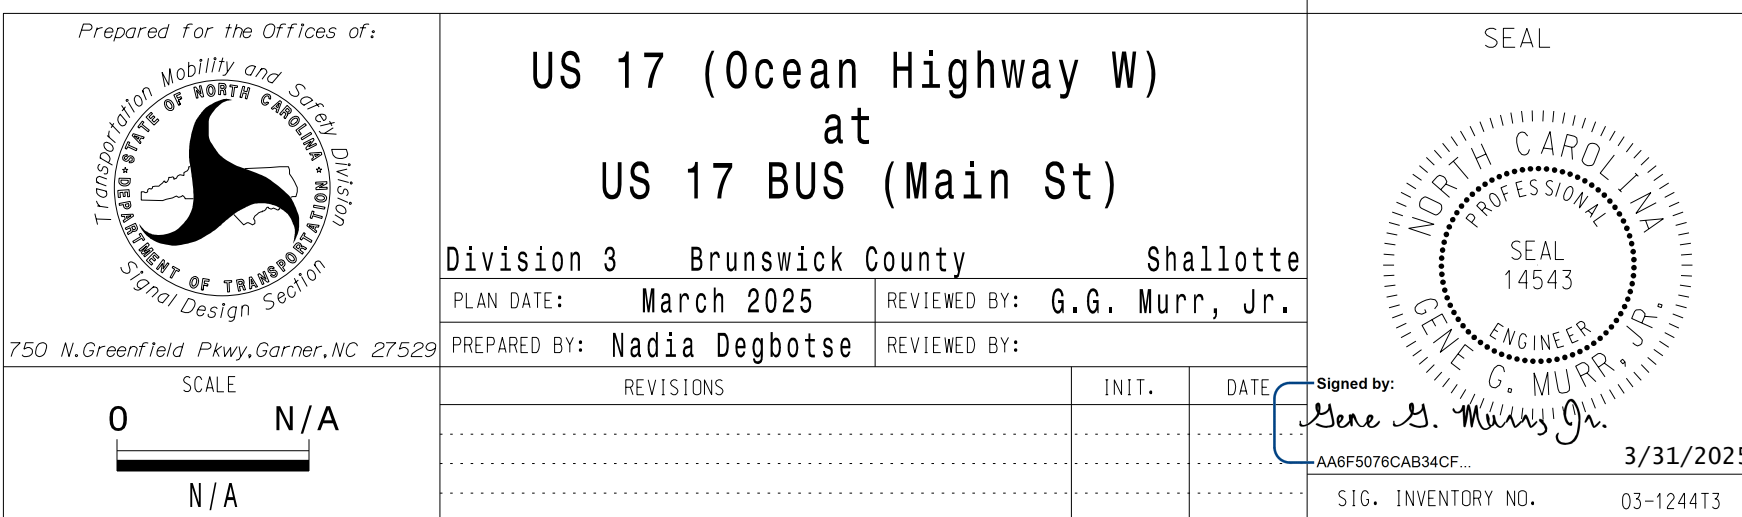 Prepared for the Offices of:
Transportation Mobility and Safety Division
STATE OF NORTH CAROLINA
DEPARTMENT OF TRANSPORTATION
Signal Design Section
750 N.Greenfield Pkwy,Garner,NC 27529
SCALE
0 N/A
N/A
US 17 (Ocean Highway W)
at
US 17 BUS (Main St)
Division 3 Brunswick County Shallotte
PLAN DATE: March 2025 REVIEWED BY: G.G. Murr, Jr.
PREPARED BY: Nadia Degbotse REVIEWED BY:
REVISIONS INIT. DATE
SEAL
NORTH CAROLINA
PROFESSIONAL
SEAL
14543
ENGINEER
GENE G. MURR, JR.
Signed by:
Gene G. Murr, Jr.
AA6F5076CAB34CF...
3/31/2025
SIG. INVENTORY NO. 03-1244T3